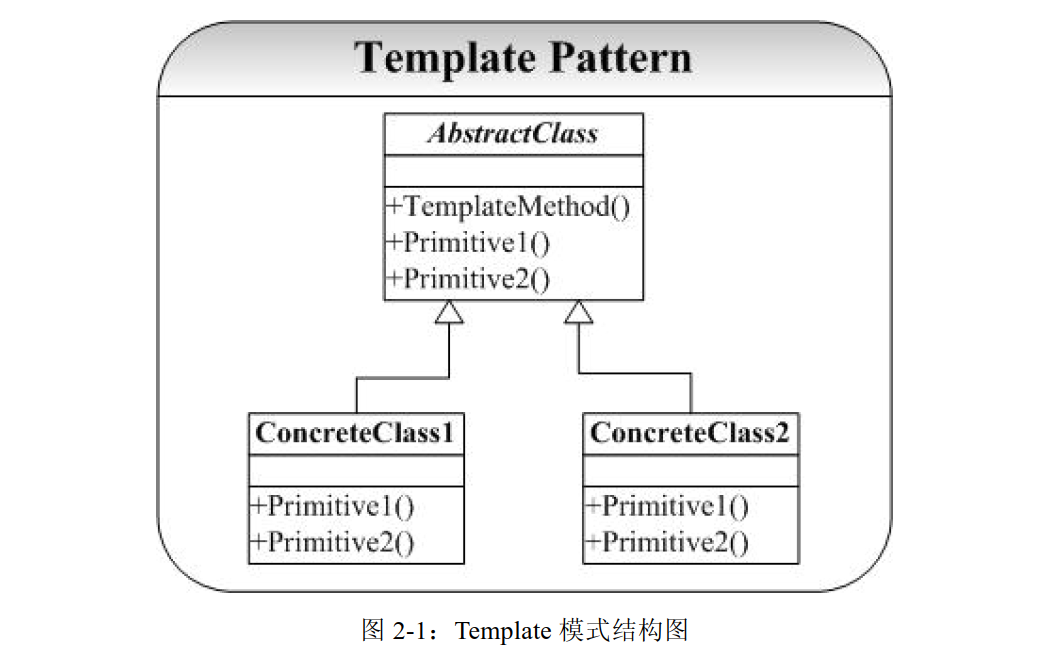 Template Pattern
AbstractClass
+TemplateMethod()
+Primitive1()
+Primitive2()
ConcreteClass1
+Primitive1()
+Primitive2()
ConcreteClass2
+Primitive1()
+Primitive2()
图 2-1：Template 模式结构图